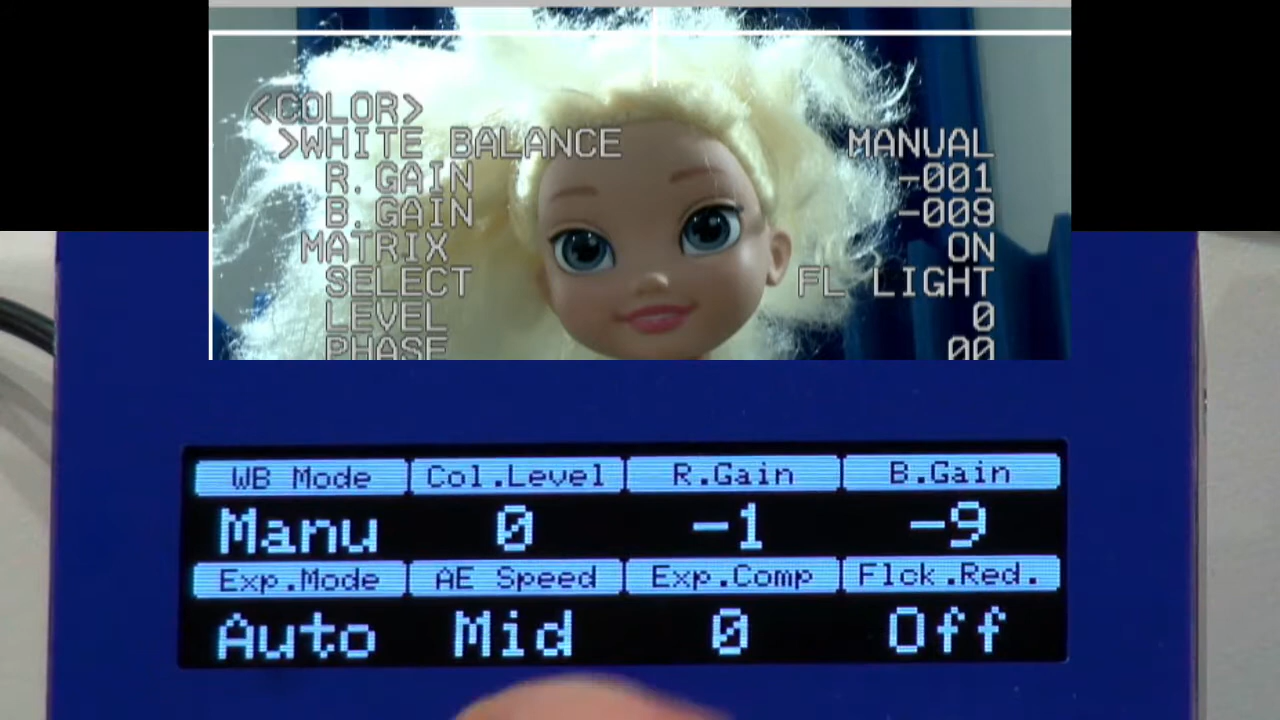 <COLOR>
>WHITE BALANCE MANUAL
R.GAIN -001
B.GAIN -009
MATRIX ON
SELECT FL LIGHT
LEVEL 0
PHASE 00
WB Mode Col.Level R.Gain B.Gain
Manu 0 -1 -9
Exp.Mode AE Speed Exp.Comp Flck.Red.
Auto Mid 0 Off